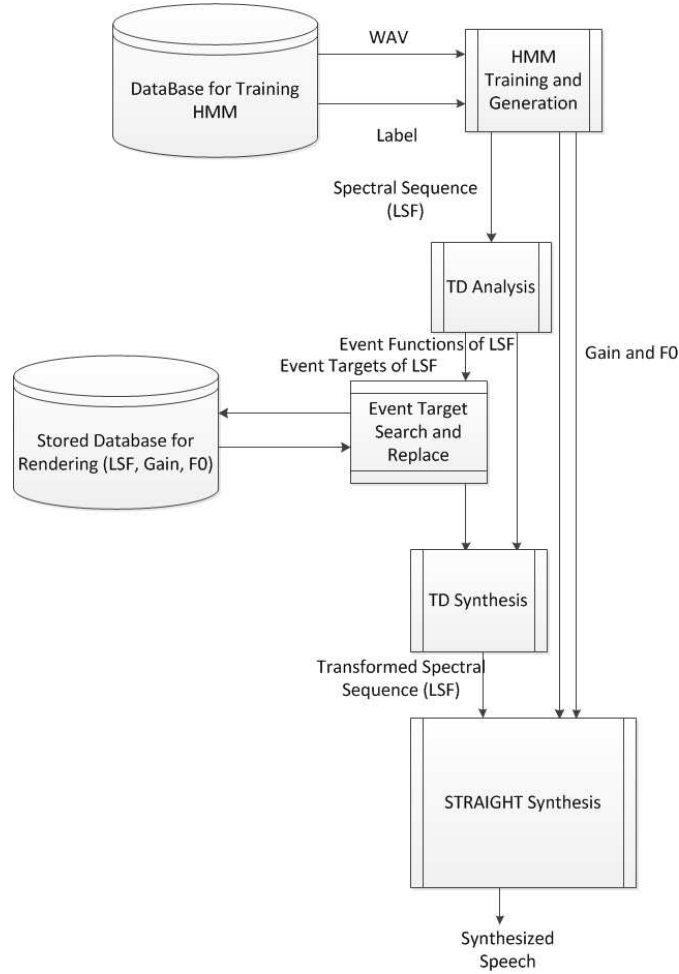 WAV
DataBase for Training
HMM
HMM
Training and
Generation
Label
Spectral Sequence
(LSF)
TD Analysis
Event Functions of LSF
Event Targets of LSF
Gain and F0
Event Target
Search and
Replace
Stored Database for
Rendering (LSF, Gain, F0)
TD Synthesis
Transformed Spectral
Sequence (LSF)
STRAIGHT Synthesis
Synthesized
Speech